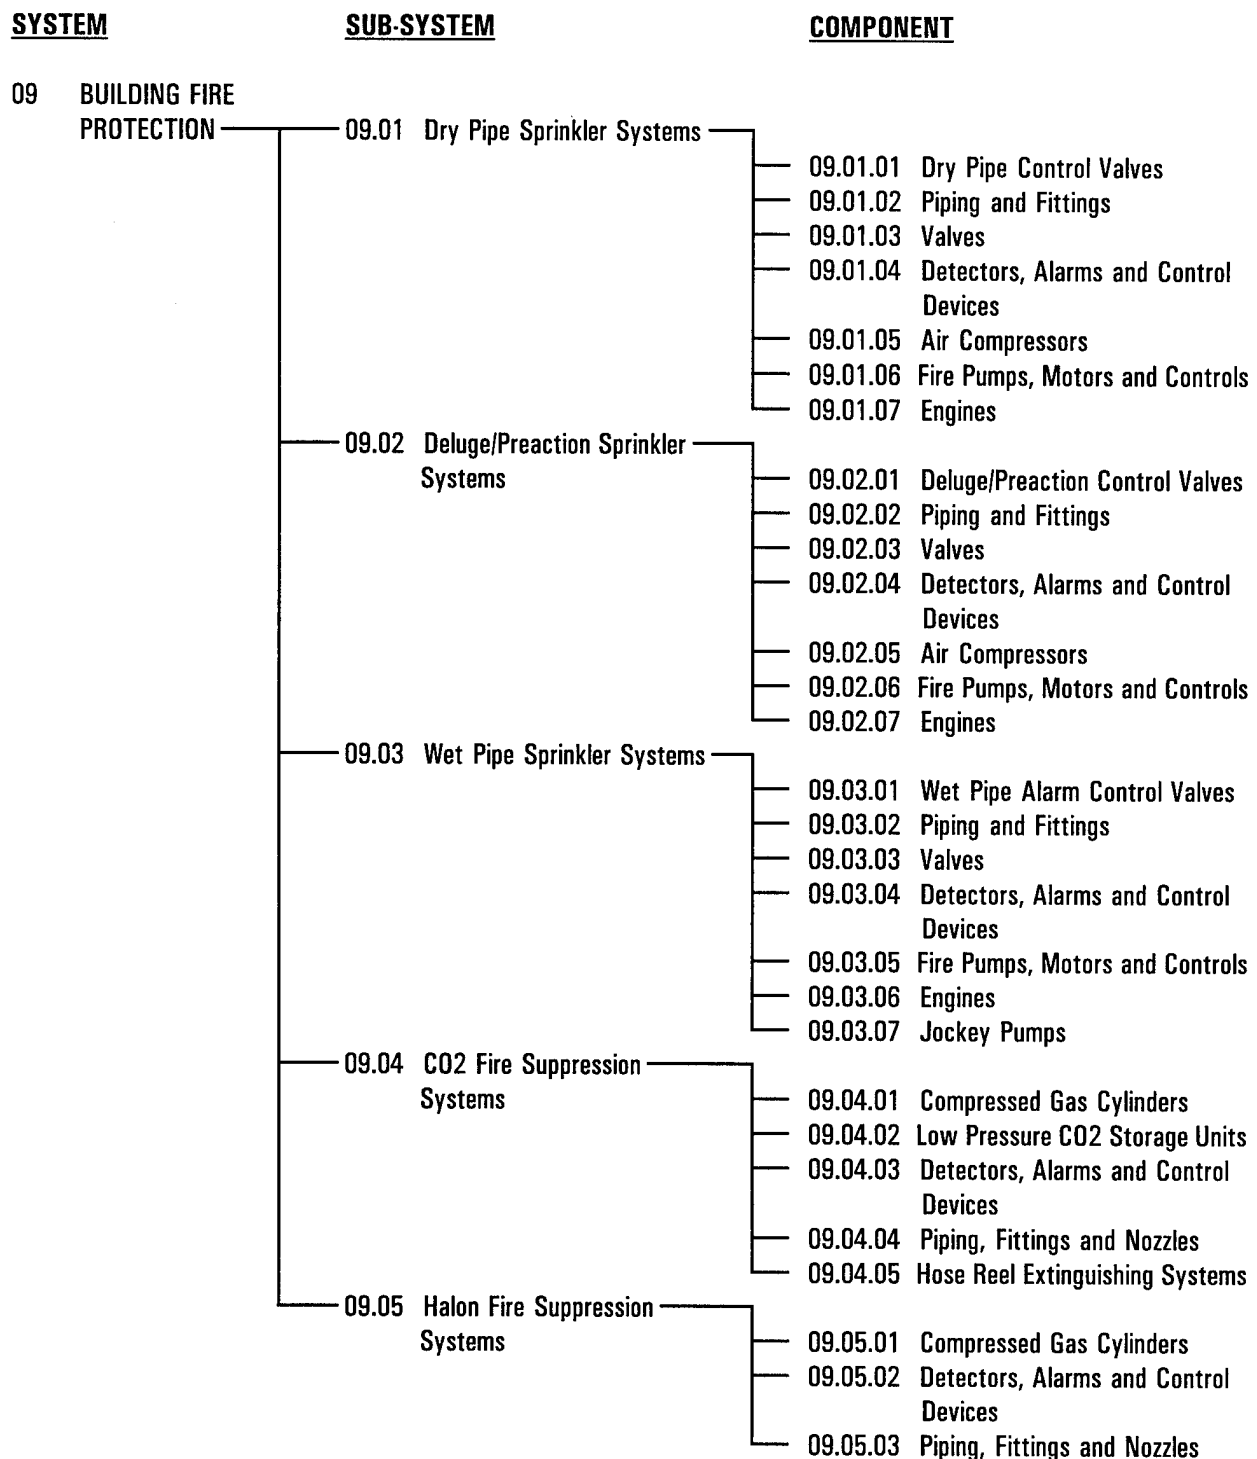 SYSTEM SUB-SYSTEM COMPONENT
09 BUILDING FIRE
PROTECTION 09.01 Dry Pipe Sprinkler Systems
09.01.01 Dry Pipe Control Valves
09.01.02 Piping and Fittings
09.01.03 Valves
09.01.04 Detectors, Alarms and Control
Devices
09.01.05 Air Compressors
09.01.06 Fire Pumps, Motors and Controls
09.01.07 Engines
09.02 Deluge/Preaction Sprinkler
Systems
09.02.01 Deluge/Preaction Control Valves
09.02.02 Piping and Fittings
09.02.03 Valves
09.02.04 Detectors, Alarms and Control
Devices
09.02.05 Air Compressors
09.02.06 Fire Pumps, Motors and Controls
09.02.07 Engines
09.03 Wet Pipe Sprinkler Systems
09.03.01 Wet Pipe Alarm Control Valves
09.03.02 Piping and Fittings
09.03.03 Valves
09.03.04 Detectors, Alarms and Control
Devices
09.03.05 Fire Pumps, Motors and Controls
09.03.06 Engines
09.03.07 Jockey Pumps
09.04 CO2 Fire Suppression
Systems
09.04.01 Compressed Gas Cylinders
09.04.02 Low Pressure CO2 Storage Units
09.04.03 Detectors, Alarms and Control
Devices
09.04.04 Piping, Fittings and Nozzles
09.04.05 Hose Reel Extinguishing Systems
09.05 Halon Fire Suppression
Systems
09.05.01 Compressed Gas Cylinders
09.05.02 Detectors, Alarms and Control
Devices
09.05.03 Piping, Fittings and Nozzles